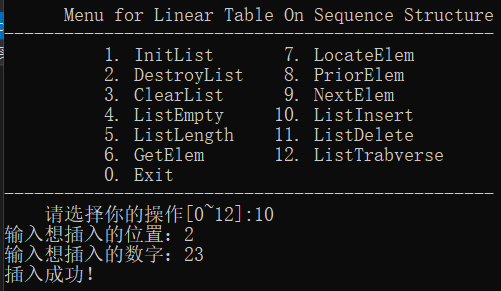 Menu for Linear Table On Sequence Structure
-------------------------------------------------
1. InitList 7. LocateElem
2. DestroyList 8. PriorElem
3. ClearList 9. NextElem
4. ListEmpty 10. ListInsert
5. ListLength 11. ListDelete
6. GetElem 12. ListTrabverse
0. Exit
-------------------------------------------------
请选择你的操作[0~12]:10
输入想插入的位置：2
输入想插入的数字：23
插入成功！